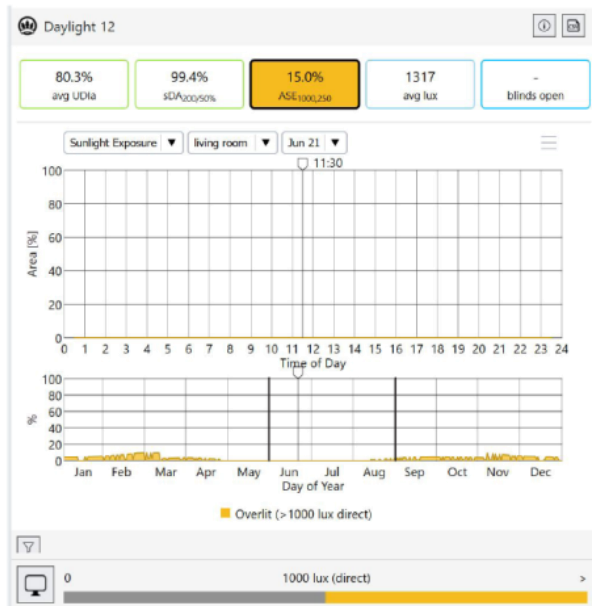 Daylight 12
80.3% 99.4% 15.0% 1317 -
avg UDIa sDA200/50% ASE1000,250 avg lux blinds open
Sunlight Exposure ▼ living room ▼ Jun 21 ▼
11:30
100
80
60
40
20
0
Area [%]
0 1 2 3 4 5 6 7 8 9 10 11 12 13 14 15 16 17 18 19 20 21 22 23 24
Time of Day
100
80
60
40
20
0
%
Jan Feb Mar Apr May Jun Jul Aug Sep Oct Nov Dec
Day of Year
Overlit (>1000 lux direct)
0 1000 lux (direct) >